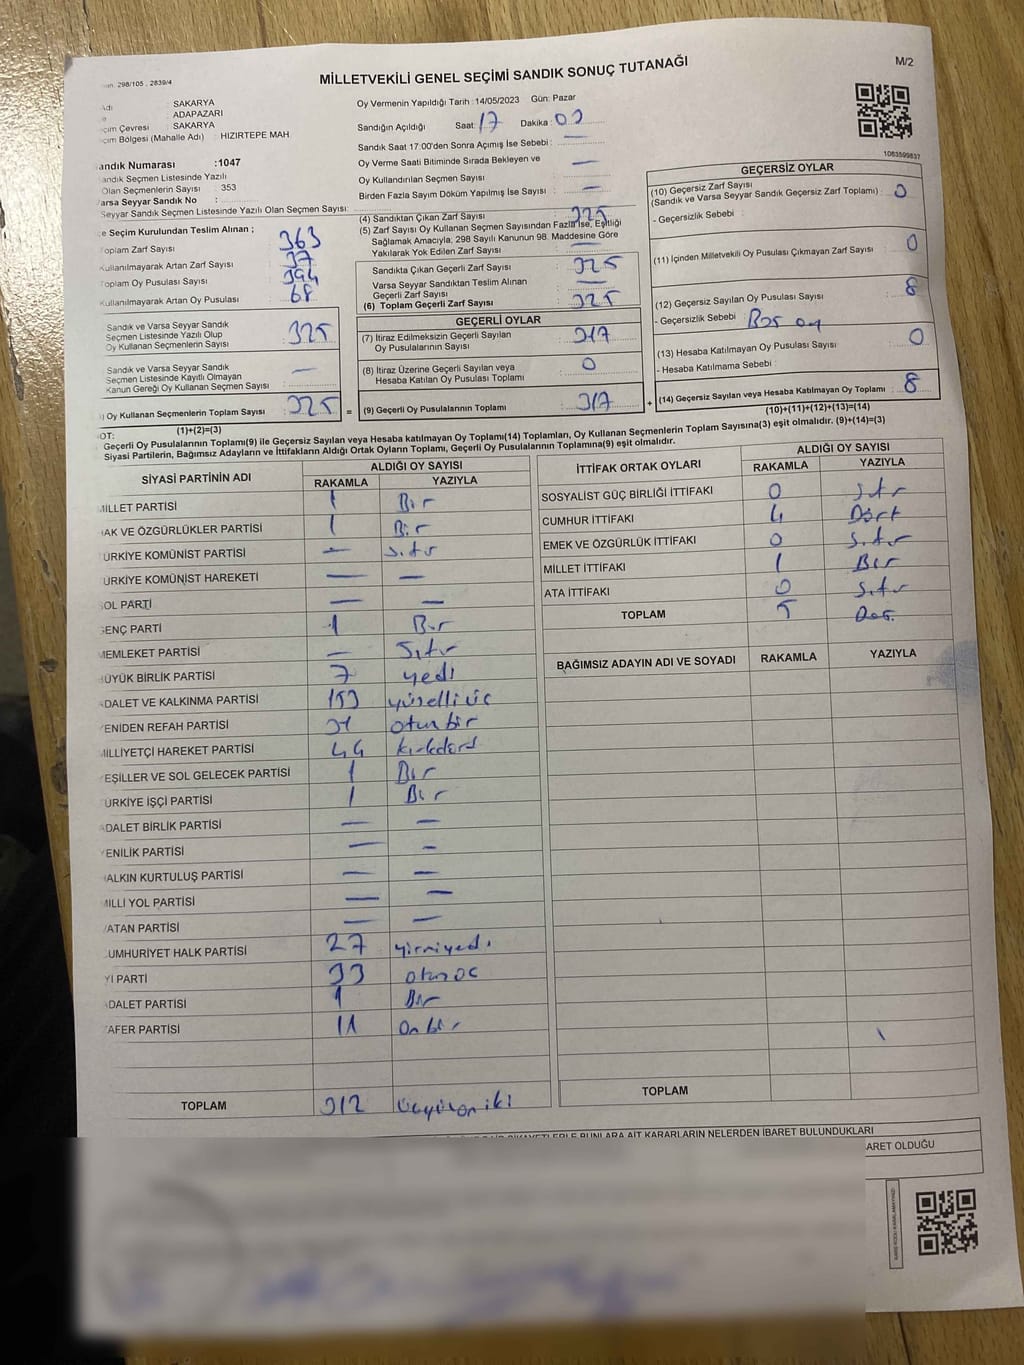 298/105 , 2839/4
MİLLETVEKİLİ GENEL SEÇİMİ SANDIK SONUÇ TUTANAĞI
M/2
SAKARYA
ADAPAZARI
SAKARYA
HIZIRTEPE MAH.
Oy Vermenin Yapıldığı Tarih : 14/05/2023 Gün: Pazar
Sandığın Açıldığı Saat: 17 Dakika : 00
Sandık Saat 17:00'den Sonra Açımış İse Sebebi : —
Oy Verme Saati Bitiminde Sırada Bekleyen ve
Oy Kullandırılan Seçmen Sayısı —
Birden Fazla Sayım Döküm Yapılmış İse Sayısı —
andık Numarası :1047
andık Seçmen Listesinde Yazılı
Olan Seçmenlerin Sayısı : 353
arsa Seyyar Sandık No :
Seyyar Sandık Seçmen Listesinde Yazılı Olan Seçmen Sayısı:
e Seçim Kurulundan Teslim Alınan ;
oplam Zarf Sayısı 363
Kullanılmayarak Artan Zarf Sayısı 37
oplam Oy Pusulası Sayısı 394
Kullanılmayarak Artan Oy Pusulası : 68
Sandık ve Varsa Seyyar Sandık
Seçmen Listesinde Yazılı Olup
Oy Kullanan Seçmenlerin Sayısı : 325
Sandık ve Varsa Seyyar Sandık
Seçmen Listesinde Kayıtlı Olmayan
Kanun Gereği Oy Kullanan Seçmen Sayısı : —
) Oy Kullanan Seçmenlerin Toplam Sayısı 325
(1)+(2)=(3)
(4) Sandıktan Çıkan Zarf Sayısı 325
(5) Zarf Sayısı Oy Kullanan Seçmen Sayısından Fazla İse, Eşitliği
Sağlamak Amacıyla, 298 Sayılı Kanunun 98. Maddesine Göre
Yakılarak Yok Edilen Zarf Sayısı —
Sandıkta Çıkan Geçerli Zarf Sayısı : 325
Varsa Seyyar Sandıktan Teslim Alınan
Geçerli Zarf Sayısı —
(6) Toplam Geçerli Zarf Sayısı : 325
GEÇERLİ OYLAR
(7) İtiraz Edilmeksizin Geçerli Sayılan
Oy Pusulalarının Sayısı : 317
(8) İtiraz Üzerine Geçerli Sayılan veya
Hesaba Katılan Oy Pusulası Toplamı : 0
= (9) Geçerli Oy Pusulalarının Toplamı : 317
1063599837
GEÇERSİZ OYLAR
(10) Geçersiz Zarf Sayısı
(Sandık ve Varsa Seyyar Sandık Geçersiz Zarf Toplamı) : 0
- Geçersizlik Sebebi :
(11) İçinden Milletvekili Oy Pusulası Çıkmayan Zarf Sayısı : 0
(12) Geçersiz Sayılan Oy Pusulası Sayısı : 8
- Geçersizlik Sebebi : Boş oy
(13) Hesaba Katılmayan Oy Pusulası Sayısı : 0
- Hesaba Katılmama Sebebi :
+ (14) Geçersiz Sayılan veya Hesaba Katılmayan Oy Toplamı : 8
(10)+(11)+(12)+(13)=(14)
OT:
Geçerli Oy Pusulalarının Toplamı(9) ile Geçersiz Sayılan veya Hesaba katılmayan Oy Toplamı(14) Toplamları, Oy Kullanan Seçmenlerin Toplam Sayısına(3) eşit olmalıdır. (9)+(14)=(3)
Siyasi Partilerin, Bağımsız Adayların ve İttifakların Aldığı Ortak Oyların Toplamı, Geçerli Oy Pusulalarının Toplamına(9) eşit olmalıdır.
SİYASİ PARTİNİN ADI ALDIĞI OY SAYISI
RAKAMLA YAZIYLA
MİLLET PARTİSİ 1 Bir
AK VE ÖZGÜRLÜKLER PARTİSİ 1 Bir
ÜRKİYE KOMÜNİST PARTİSİ — Sıfır
ÜRKİYE KOMÜNİST HAREKETİ — —
OL PARTİ — —
GENÇ PARTİ 1 Bir
MEMLEKET PARTİSİ — Sıfır
ÜYÜK BİRLİK PARTİSİ 7 yedi
DALET VE KALKINMA PARTİSİ 153 yüzelliüç
YENİDEN REFAH PARTİSİ 31 otuzbir
MİLLİYETÇİ HAREKET PARTİSİ 44 kırkdört
YEŞİLLER VE SOL GELECEK PARTİSİ 1 Bir
ÜRKİYE İŞÇİ PARTİSİ 1 Bir
ADALET BİRLİK PARTİSİ — —
YENİLİK PARTİSİ — —
ALKIN KURTULUŞ PARTİSİ — —
MİLLİ YOL PARTİSİ — —
VATAN PARTİSİ — —
CUMHURİYET HALK PARTİSİ 27 yirmiyedi
Yİ PARTİ 33 otuzüç
ADALET PARTİSİ 1 Bir
ZAFER PARTİSİ 11 Onbir
TOPLAM 312 üçyüzoniki
İTTİFAK ORTAK OYLARI ALDIĞI OY SAYISI
RAKAMLA YAZIYLA
SOSYALİST GÜÇ BİRLİĞİ İTTİFAKI 0 Sıfır
CUMHUR İTTİFAKI 4 Dört
EMEK VE ÖZGÜRLÜK İTTİFAKI 0 Sıfır
MİLLET İTTİFAKI 1 Bir
ATA İTTİFAKI 0 Sıfır
TOPLAM 5
BAĞIMSIZ ADAYIN ADI VE SOYADI RAKAMLA YAZIYLA
TOPLAM
BUNLARA AİT KARARLARIN NELERDEN İBARET BULUNDUKLARI
ARET OLDUĞU